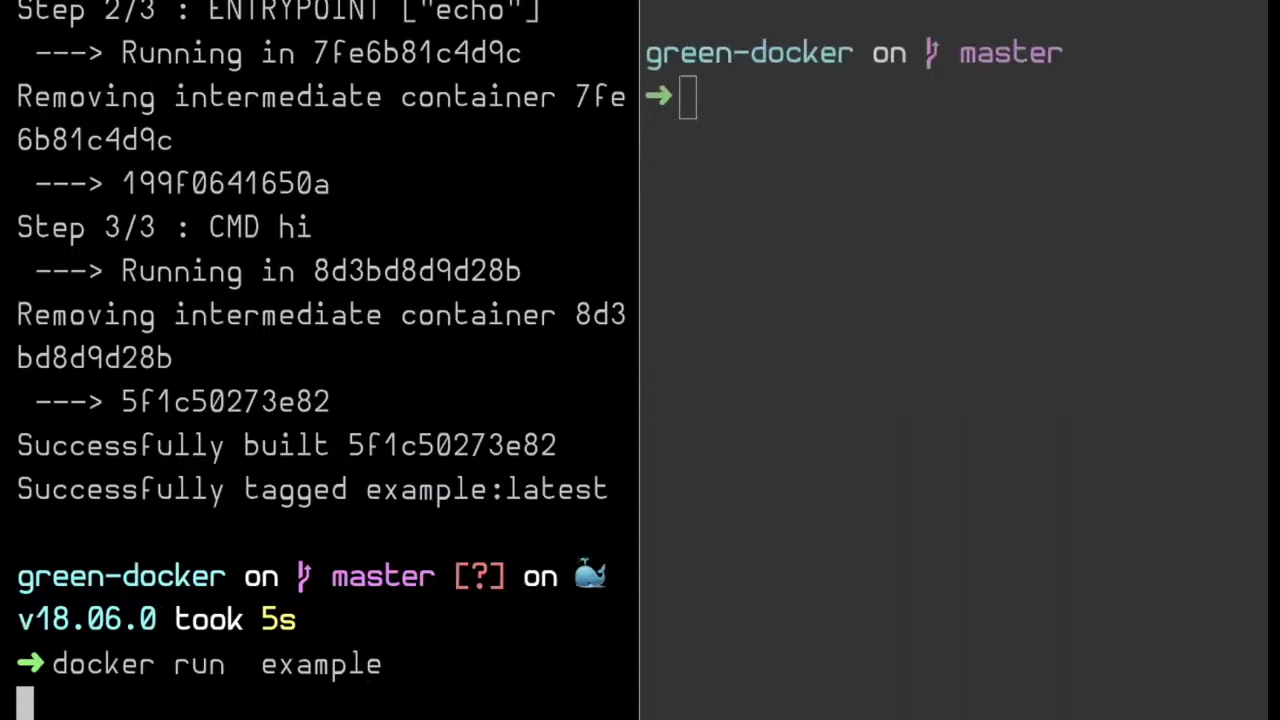 Step 2/3 : ENTRYPOINT ["echo"]
 ---> Running in 7fe6b81c4d9c
Removing intermediate container 7fe
6b81c4d9c
 ---> 199f0641650a
Step 3/3 : CMD hi
 ---> Running in 8d3bd8d9d28b
Removing intermediate container 8d3
bd8d9d28b
 ---> 5f1c50273e82
Successfully built 5f1c50273e82
Successfully tagged example:latest
green-docker on master [?] on 🐳
v18.06.0 took 5s
➜ docker run  example
green-docker on master
➜